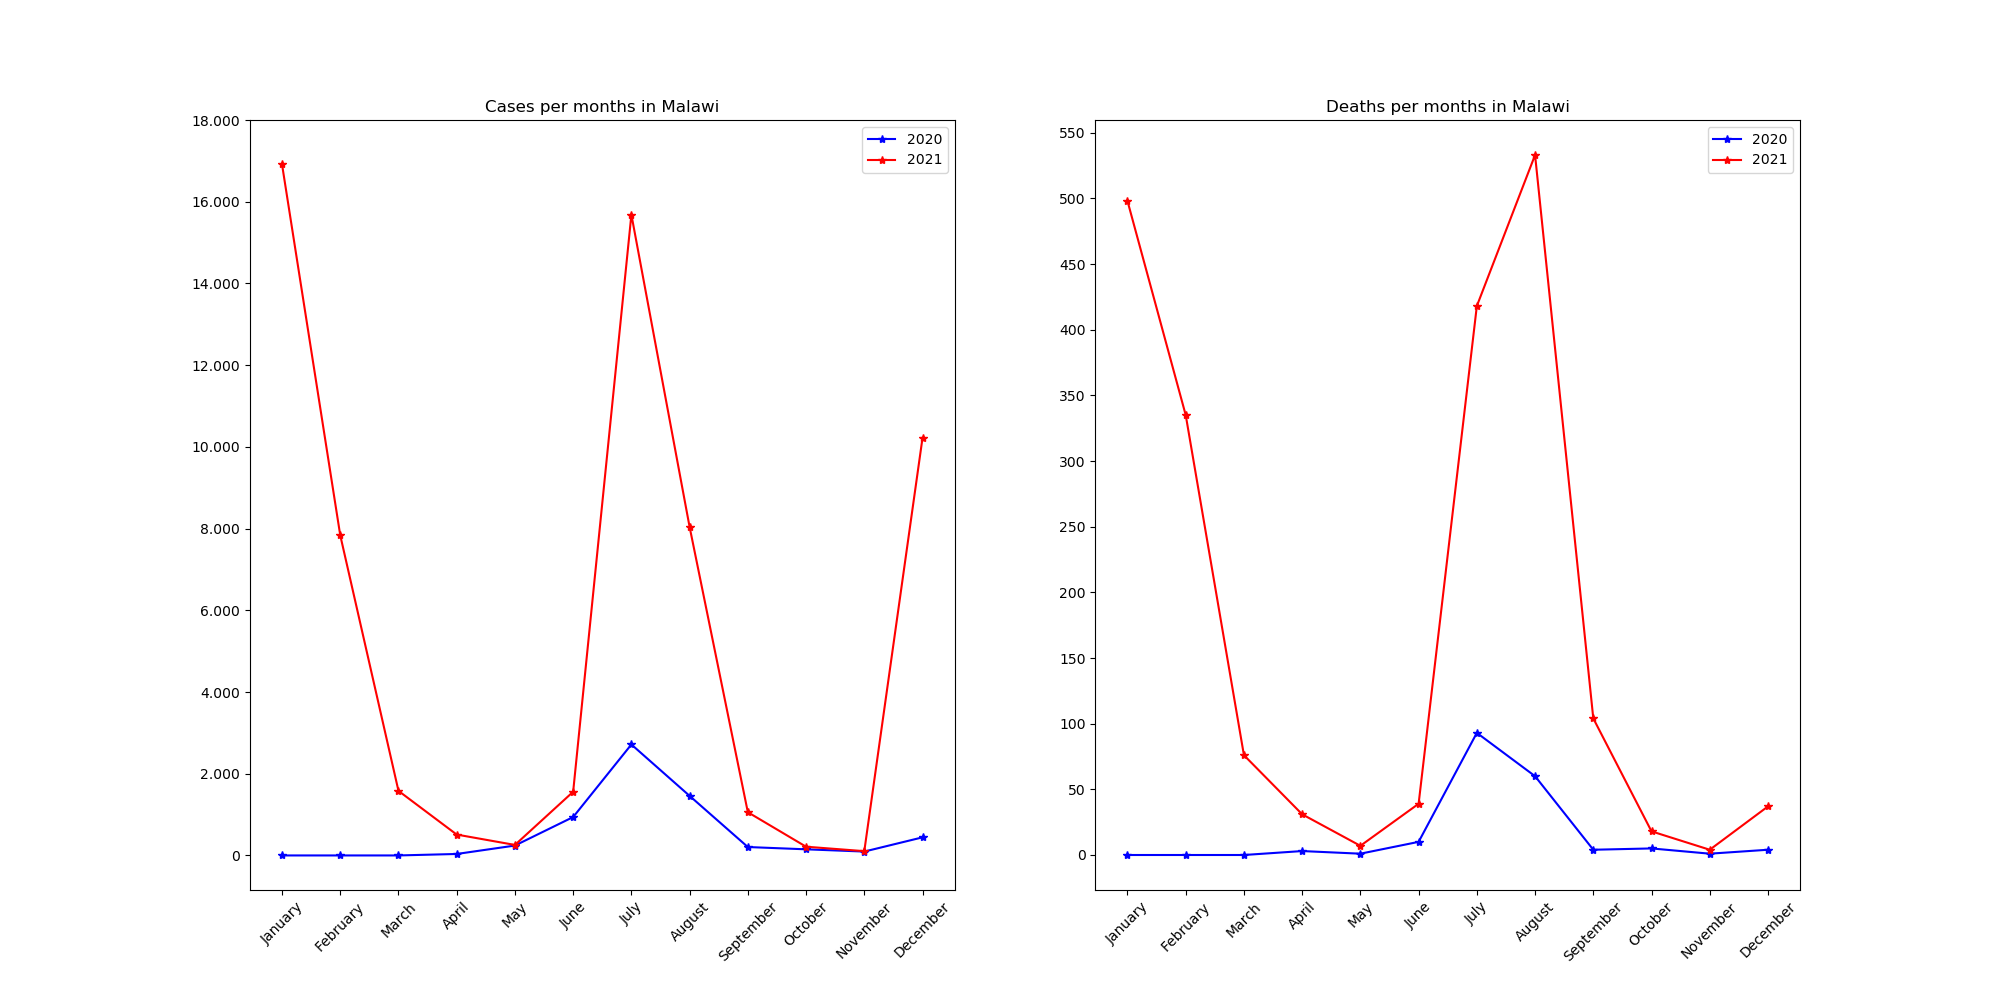 Cases per months in Malawi
18.000
16.000
14.000
12.000
10.000
8.000
6.000
4.000
2.000
0
2020
2021
January
February
March
April
May
June
July
August
September
October
November
December
Deaths per months in Malawi
550
500
450
400
350
300
250
200
150
100
50
0
2020
2021
January
February
March
April
May
June
July
August
September
October
November
December